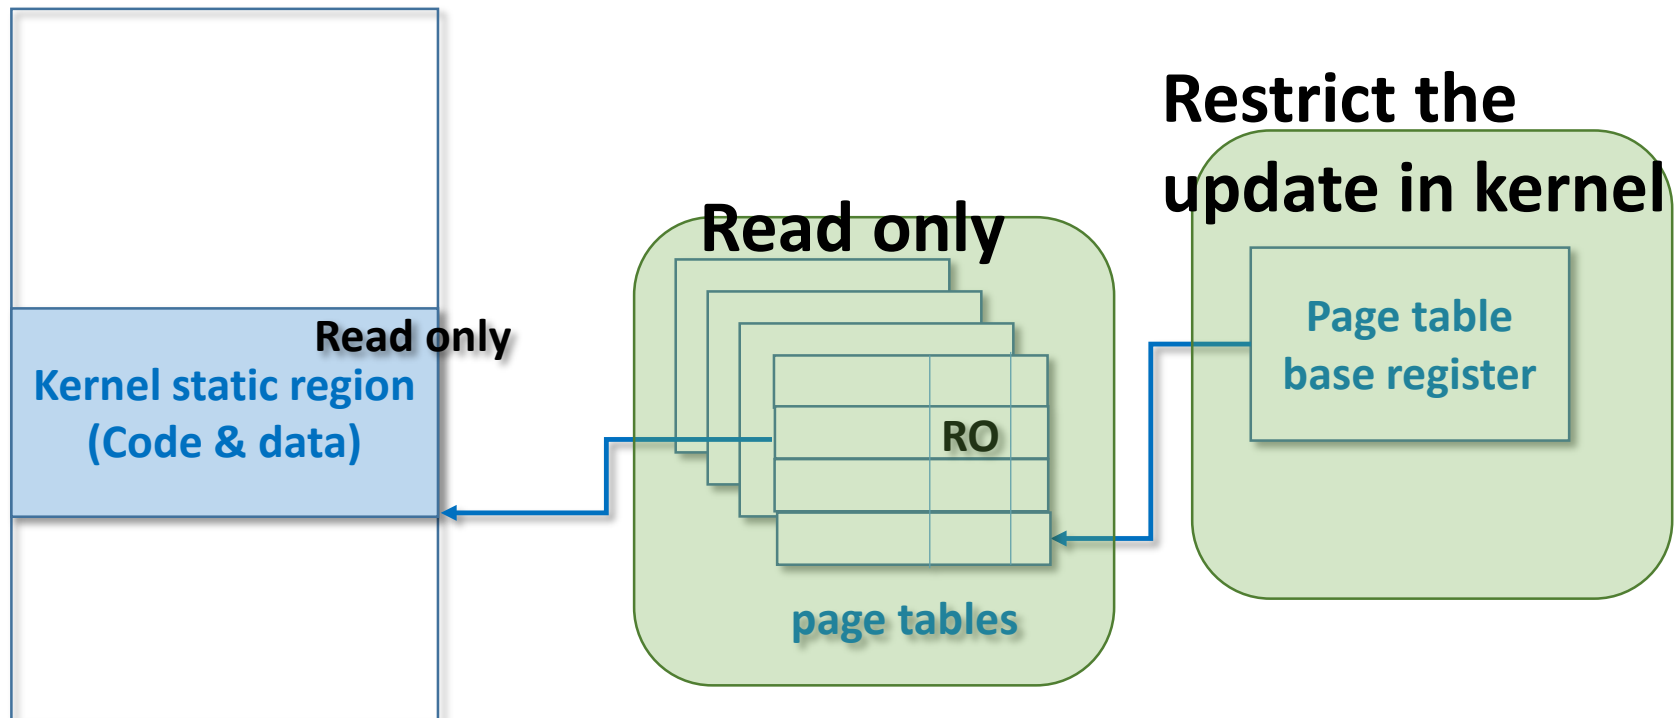 Read only
Kernel static region
(Code & data)
Read only
RO
page tables
Restrict the
update in kernel
Page table
base register